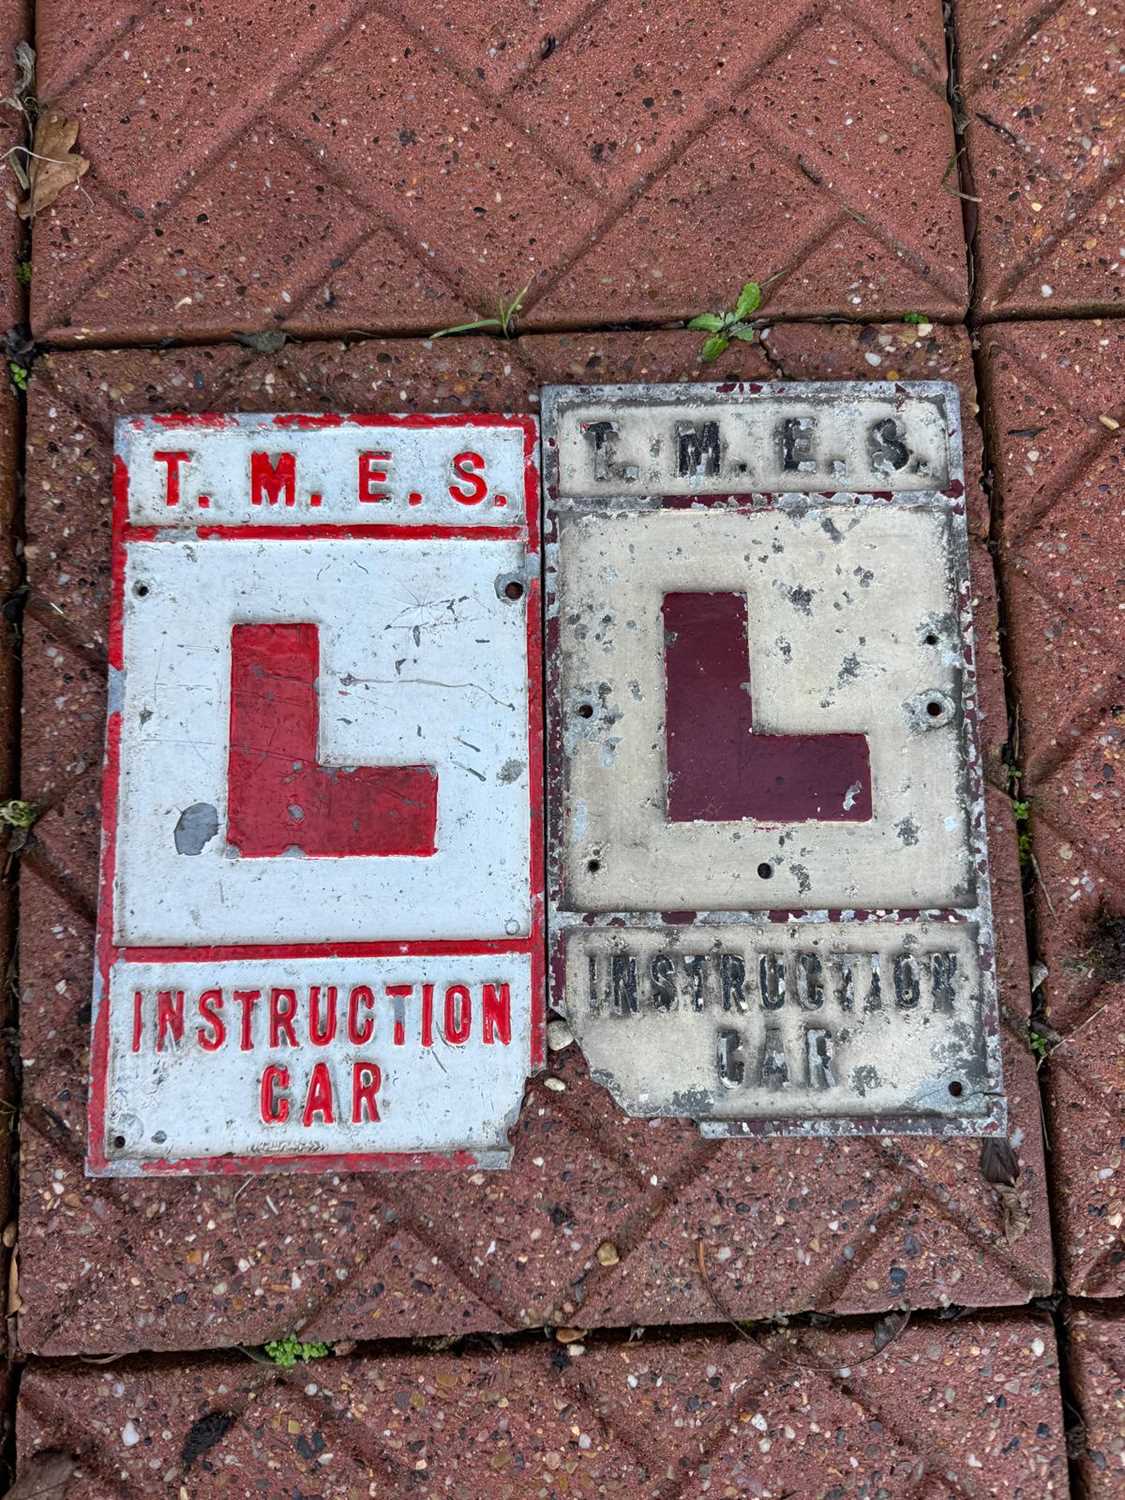 T. M. E. S.
L
INSTRUCTION
CAR
T. M. E. S.
L
INSTRUCTION
CAR